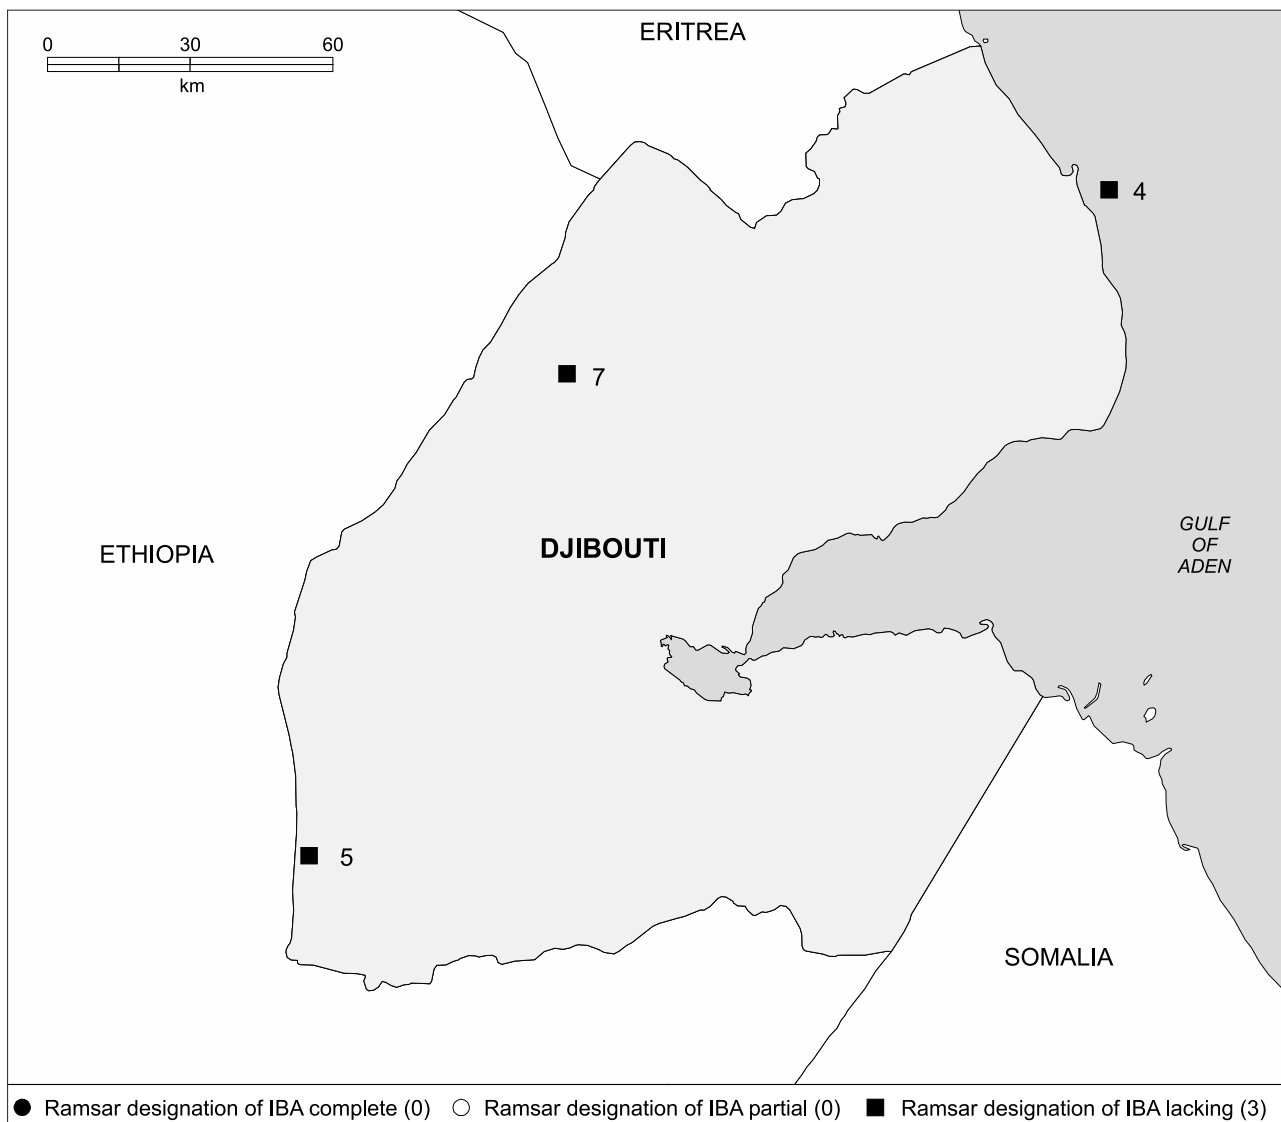 ERITREA
0 30 60
km
4
7
ETHIOPIA
DJIBOUTI
GULF
OF
ADEN
5
SOMALIA
Ramsar designation of IBA complete (0) Ramsar designation of IBA partial (0) Ramsar designation of IBA lacking (3)